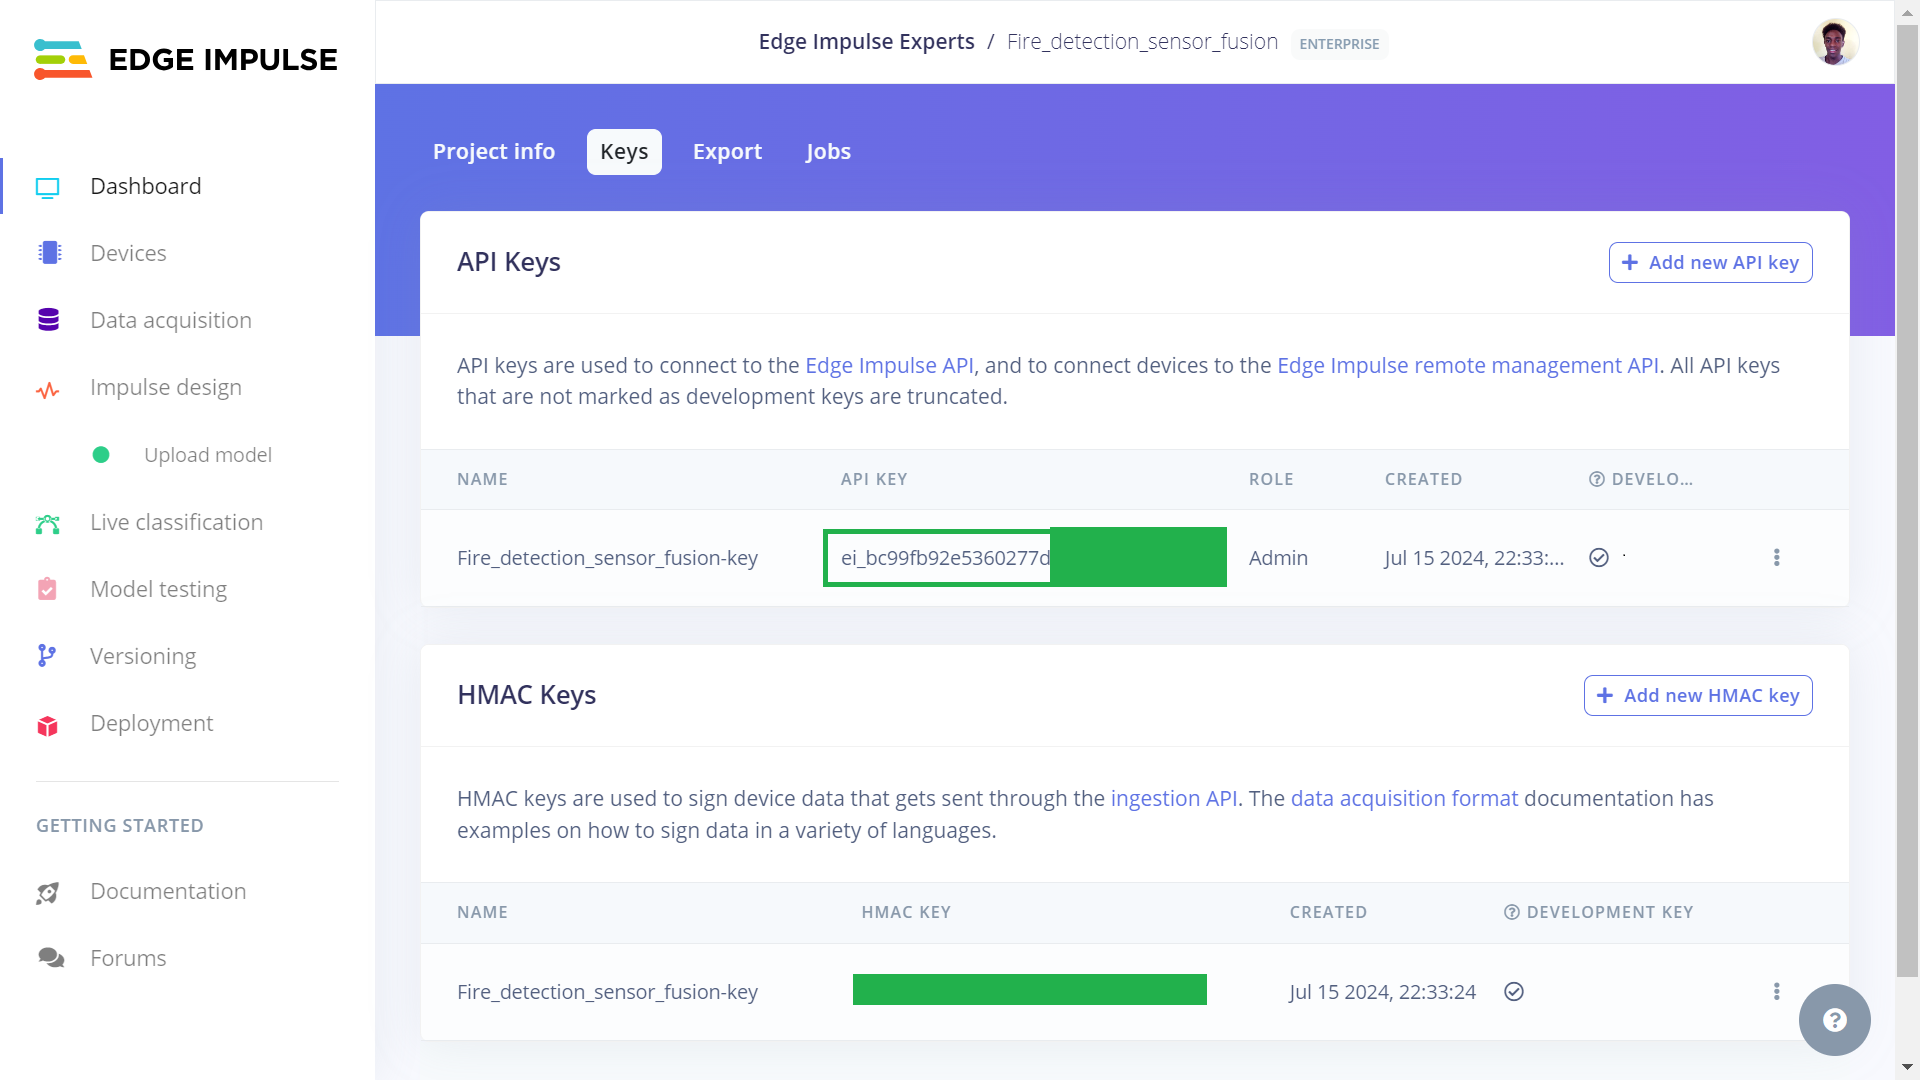 EDGE IMPULSE
Edge Impulse Experts / Fire_detection_sensor_fusion ENTERPRISE
Dashboard
Devices
Data acquisition
Impulse design
Upload model
Live classification
Model testing
Versioning
Deployment
GETTING STARTED
Documentation
Forums
Project info Keys Export Jobs
API Keys
+ Add new API key
API keys are used to connect to the Edge Impulse API, and to connect devices to the Edge Impulse remote management API. All API keys
that are not marked as development keys are truncated.
NAME API KEY ROLE CREATED DEVELO...
Fire_detection_sensor_fusion-key ei_bc99fb92e5360277d Admin Jul 15 2024, 22:33:...
HMAC Keys
+ Add new HMAC key
HMAC keys are used to sign device data that gets sent through the ingestion API. The data acquisition format documentation has
examples on how to sign data in a variety of languages.
NAME HMAC KEY CREATED DEVELOPMENT KEY
Fire_detection_sensor_fusion-key Jul 15 2024, 22:33:24